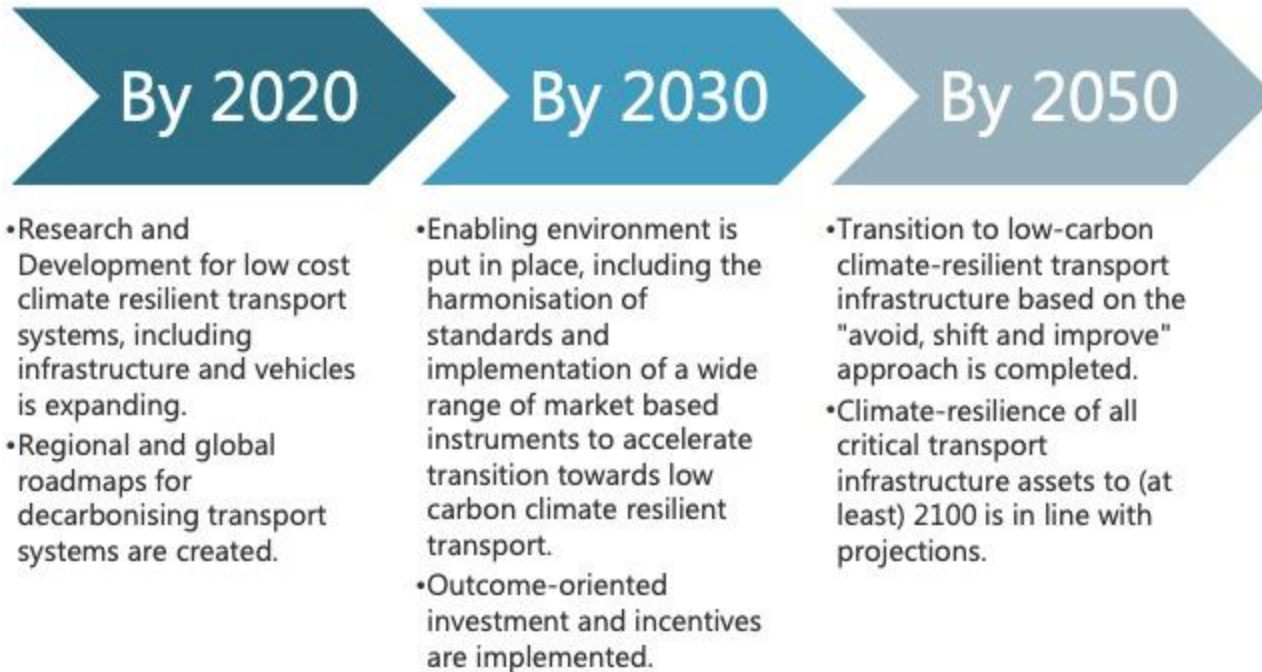 By 2020
•Research and
Development for low cost
climate resilient transport
systems, including
infrastructure and vehicles
is expanding.
•Regional and global
roadmaps for
decarbonising transport
systems are created.
By 2030
•Enabling environment is
put in place, including the
harmonisation of
standards and
implementation of a wide
range of market based
instruments to accelerate
transition towards low
carbon climate resilient
transport.
•Outcome-oriented
investment and incentives
are implemented.
By 2050
•Transition to low-carbon
climate-resilient transport
infrastructure based on the
"avoid, shift and improve"
approach is completed.
•Climate-resilience of all
critical transport
infrastructure assets to (at
least) 2100 is in line with
projections.